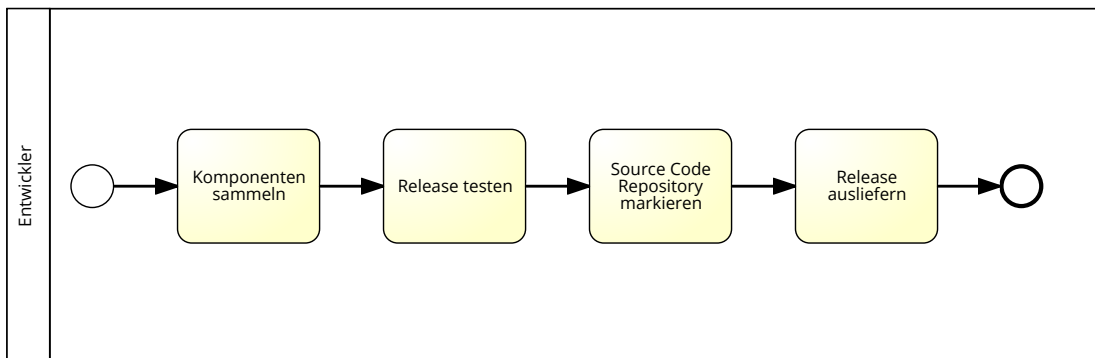 Entwickler
Komponenten
sammeln
Release testen
Source Code
Repository
markieren
Release
ausliefern